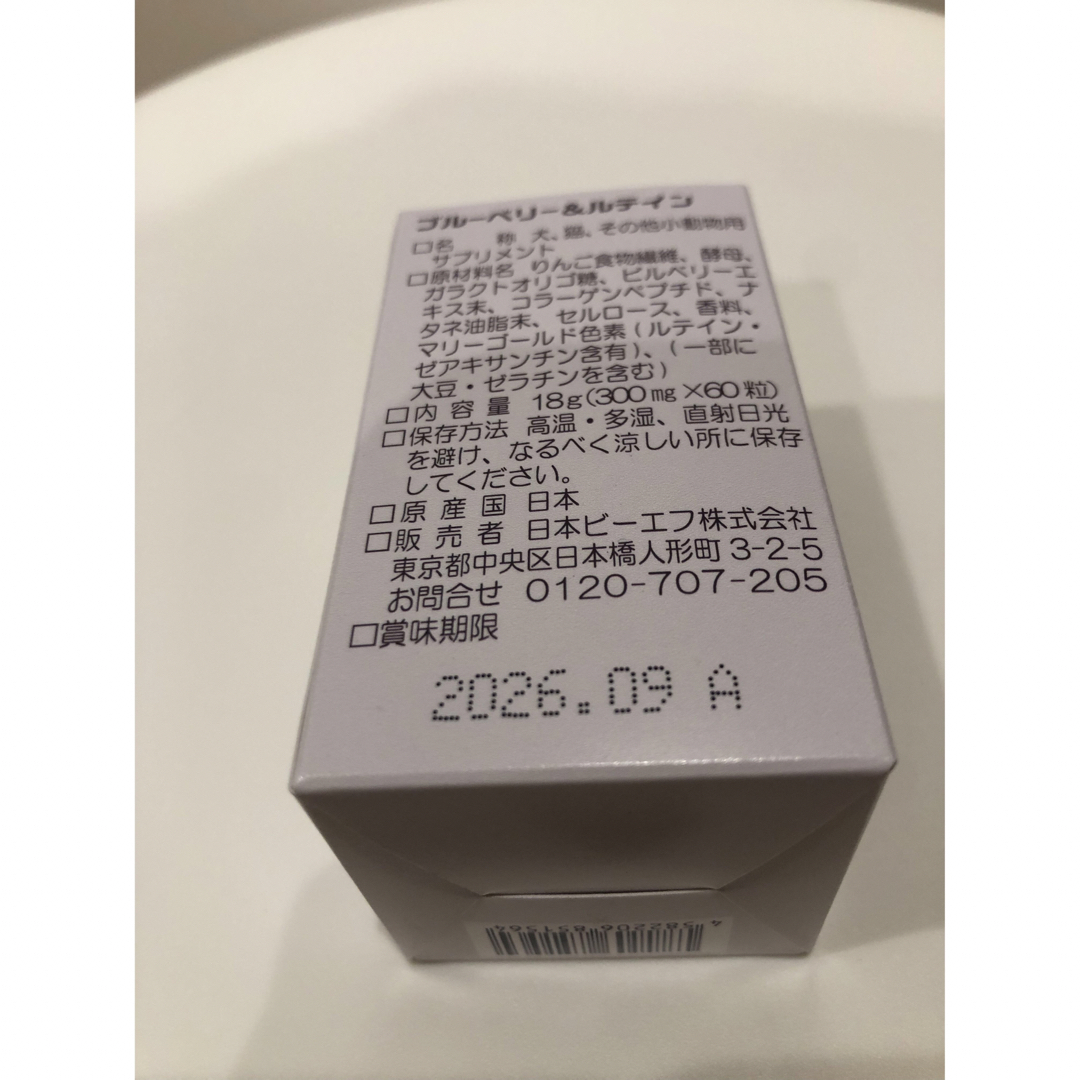 ブルーベリー&ルテイン
□名　　称 犬、猫、その他小動物用
サプリメント
□原材料名 りんご食物繊維、酵母、
ガラクトオリゴ糖、ビルベリーエ
キス末、コラーゲンペプチド、ナ
タネ油脂末、セルロース、香料、
マリーゴールド色素(ルテイン・
ゼアキサンチン含有)、(一部に
大豆・ゼラチンを含む)
□内容量 18g(300㎎×60粒)
□保存方法 高温・多湿、直射日光
を避け、なるべく涼しい所に保存
してください。
□原産国 日本
□販売者 日本ビーエフ株式会社
東京都中央区日本橋人形町3-2-5
お問合せ 0120-707-205
□賞味期限
2026.09 A